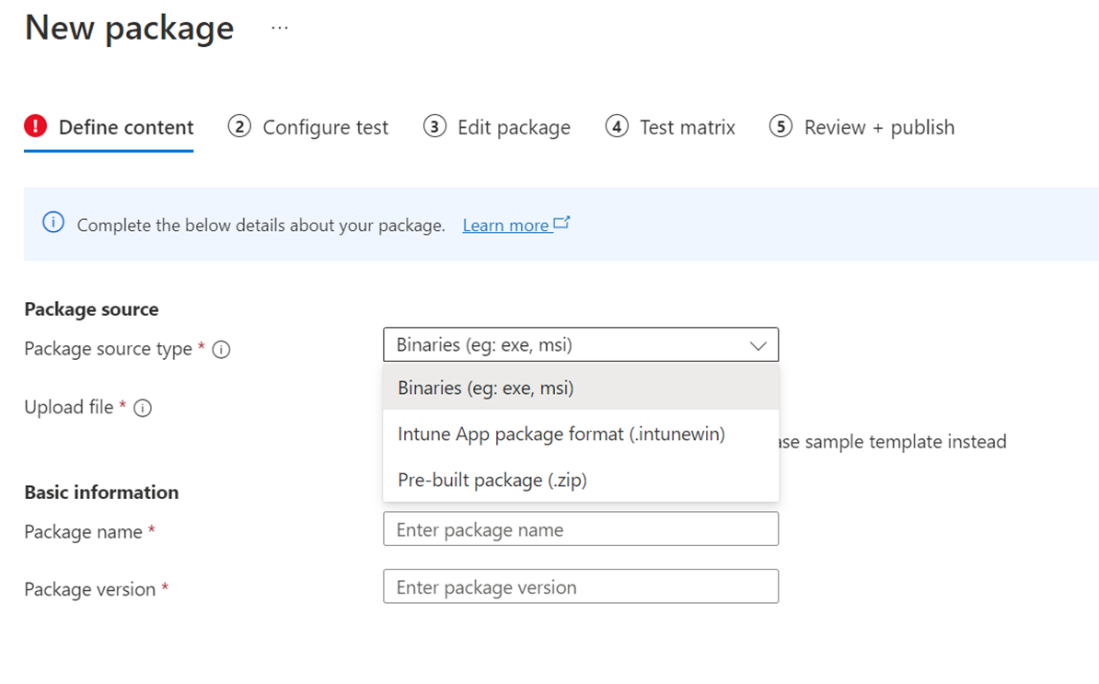 New package ...
! Define content 2 Configure test 3 Edit package 4 Test matrix 5 Review + publish
i Complete the below details about your package. Learn more
Package source
Package source type * i Binaries (eg: exe, msi)
Binaries (eg: exe, msi)
Upload file * i
Intune App package format (.intunewin)
sample template instead
Pre-built package (.zip)
Basic information
Package name * Enter package name
Package version * Enter package version